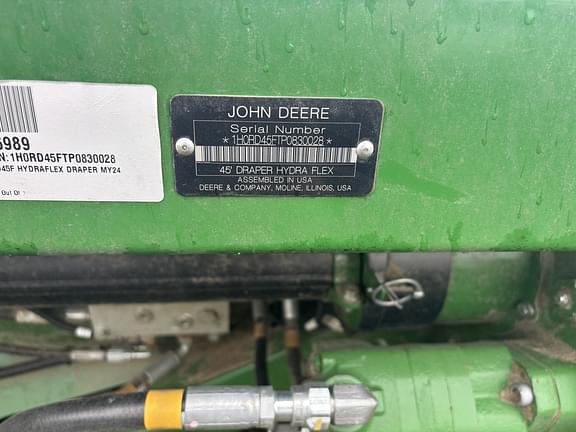 6989
N:1H0RD45FTP0830028
45F HYDRAFLEX DRAPER MY24
Out Of
JOHN DEERE
Serial Number
*1H0RD45FTP0830028*
45' DRAPER HYDRA FLEX
ASSEMBLED IN USA
DEERE & COMPANY, MOLINE, ILLINOIS, USA